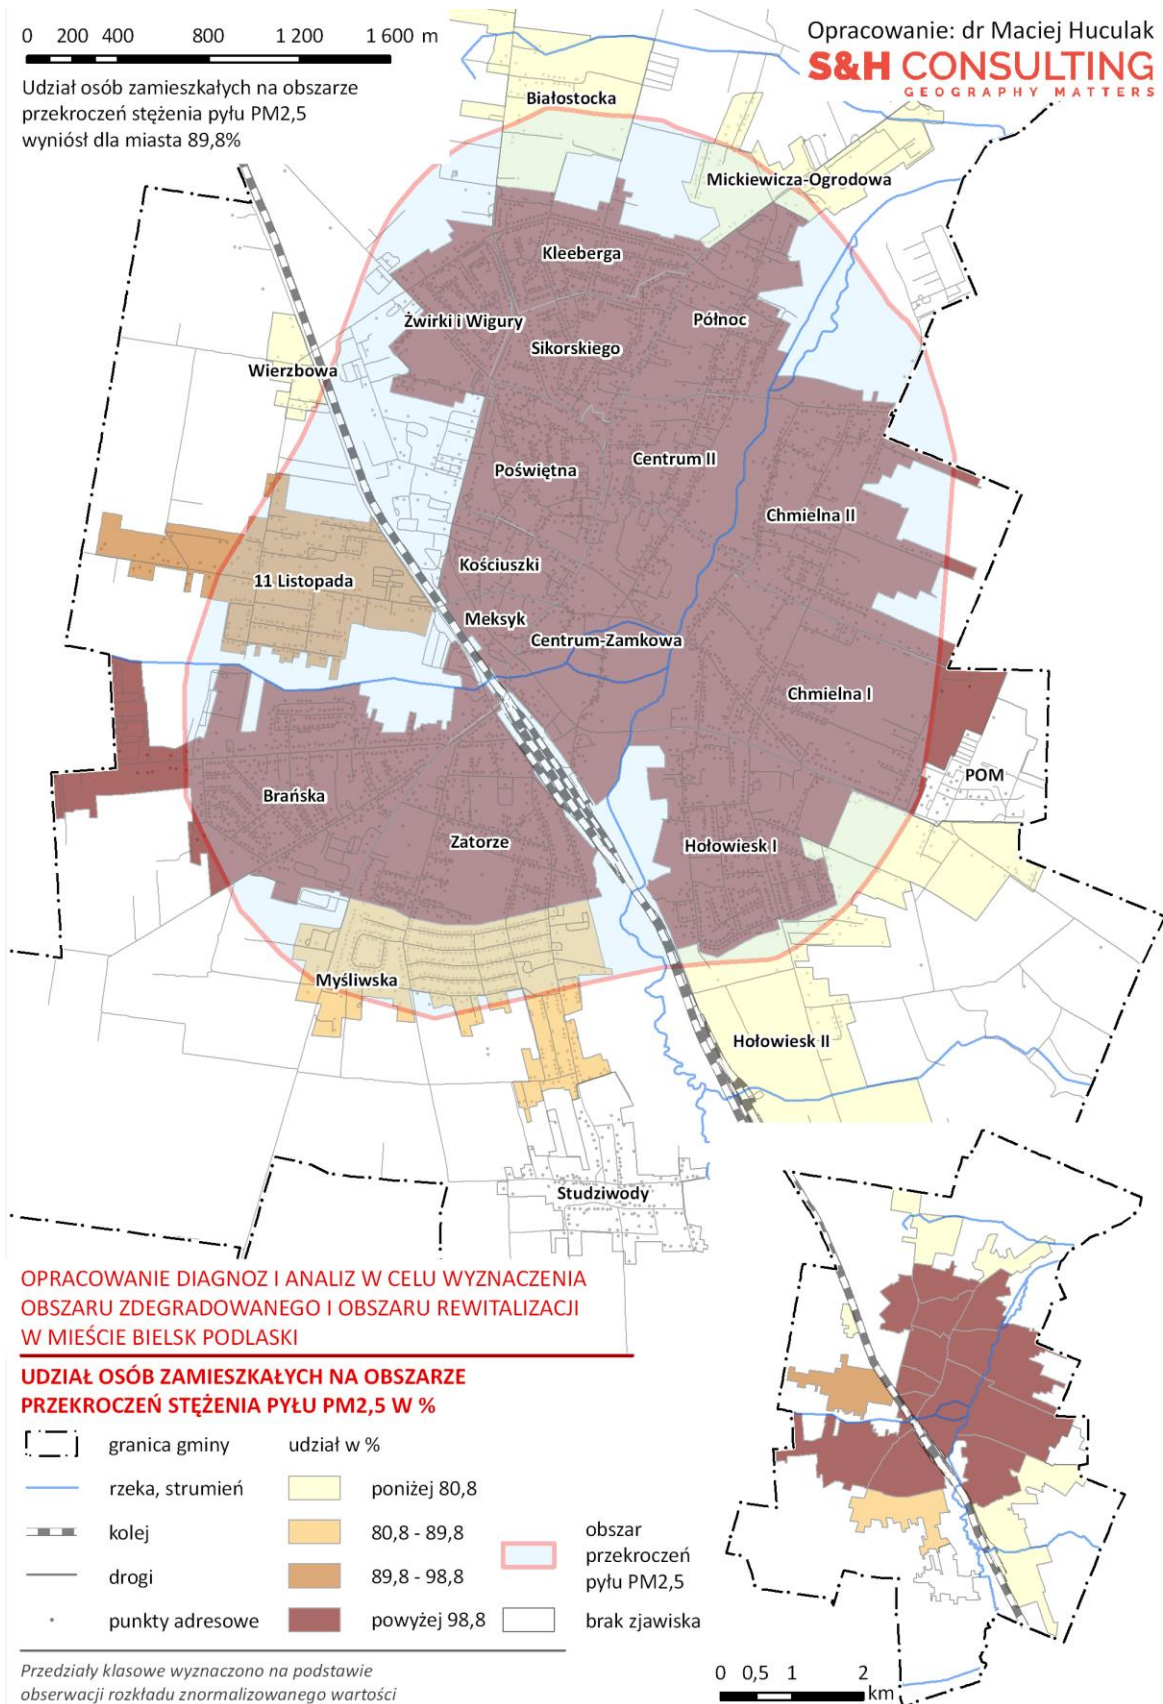 0 200 400 800 1 200 1 600 m
Udział osób zamieszkałych na obszarze
przekroczeń stężenia pyłu PM2,5
wyniósł dla miasta 89,8%
Opracowanie: dr Maciej Huculak
S&H CONSULTING
GEOGRAPHY MATTERS
Białostocka
Mickiewicza-Ogrodowa
Kleeberga
Żwirki i Wigury
Północ
Sikorskiego
Wierzbowa
Centrum II
Poświętna
Chmielna II
Kościuszki
11 Listopada
Meksyk
Centrum-Zamkowa
Chmielna I
POM
Brańska
Zatorze
Hołowiesk I
Myśliwska
Hołowiesk II
Studziwody
OPRACOWANIE DIAGNOZ I ANALIZ W CELU WYZNACZENIA
OBSZARU ZDEGRADOWANEGO I OBSZARU REWITALIZACJI
W MIEŚCIE BIELSK PODLASKI
UDZIAŁ OSÓB ZAMIESZKAŁYCH NA OBSZARZE
PRZEKROCZEŃ STĘŻENIA PYŁU PM2,5 W %
granica gminy
rzeka, strumień
kolej
drogi
punkty adresowe
udział w %
poniżej 80,8
80,8 - 89,8
89,8 - 98,8
powyżej 98,8
obszar
przekroczeń
pyłu PM2,5
brak zjawiska
Przedziały klasowe wyznaczono na podstawie
obserwacji rozkładu znormalizowanego wartości
0 0,5 1 2
km